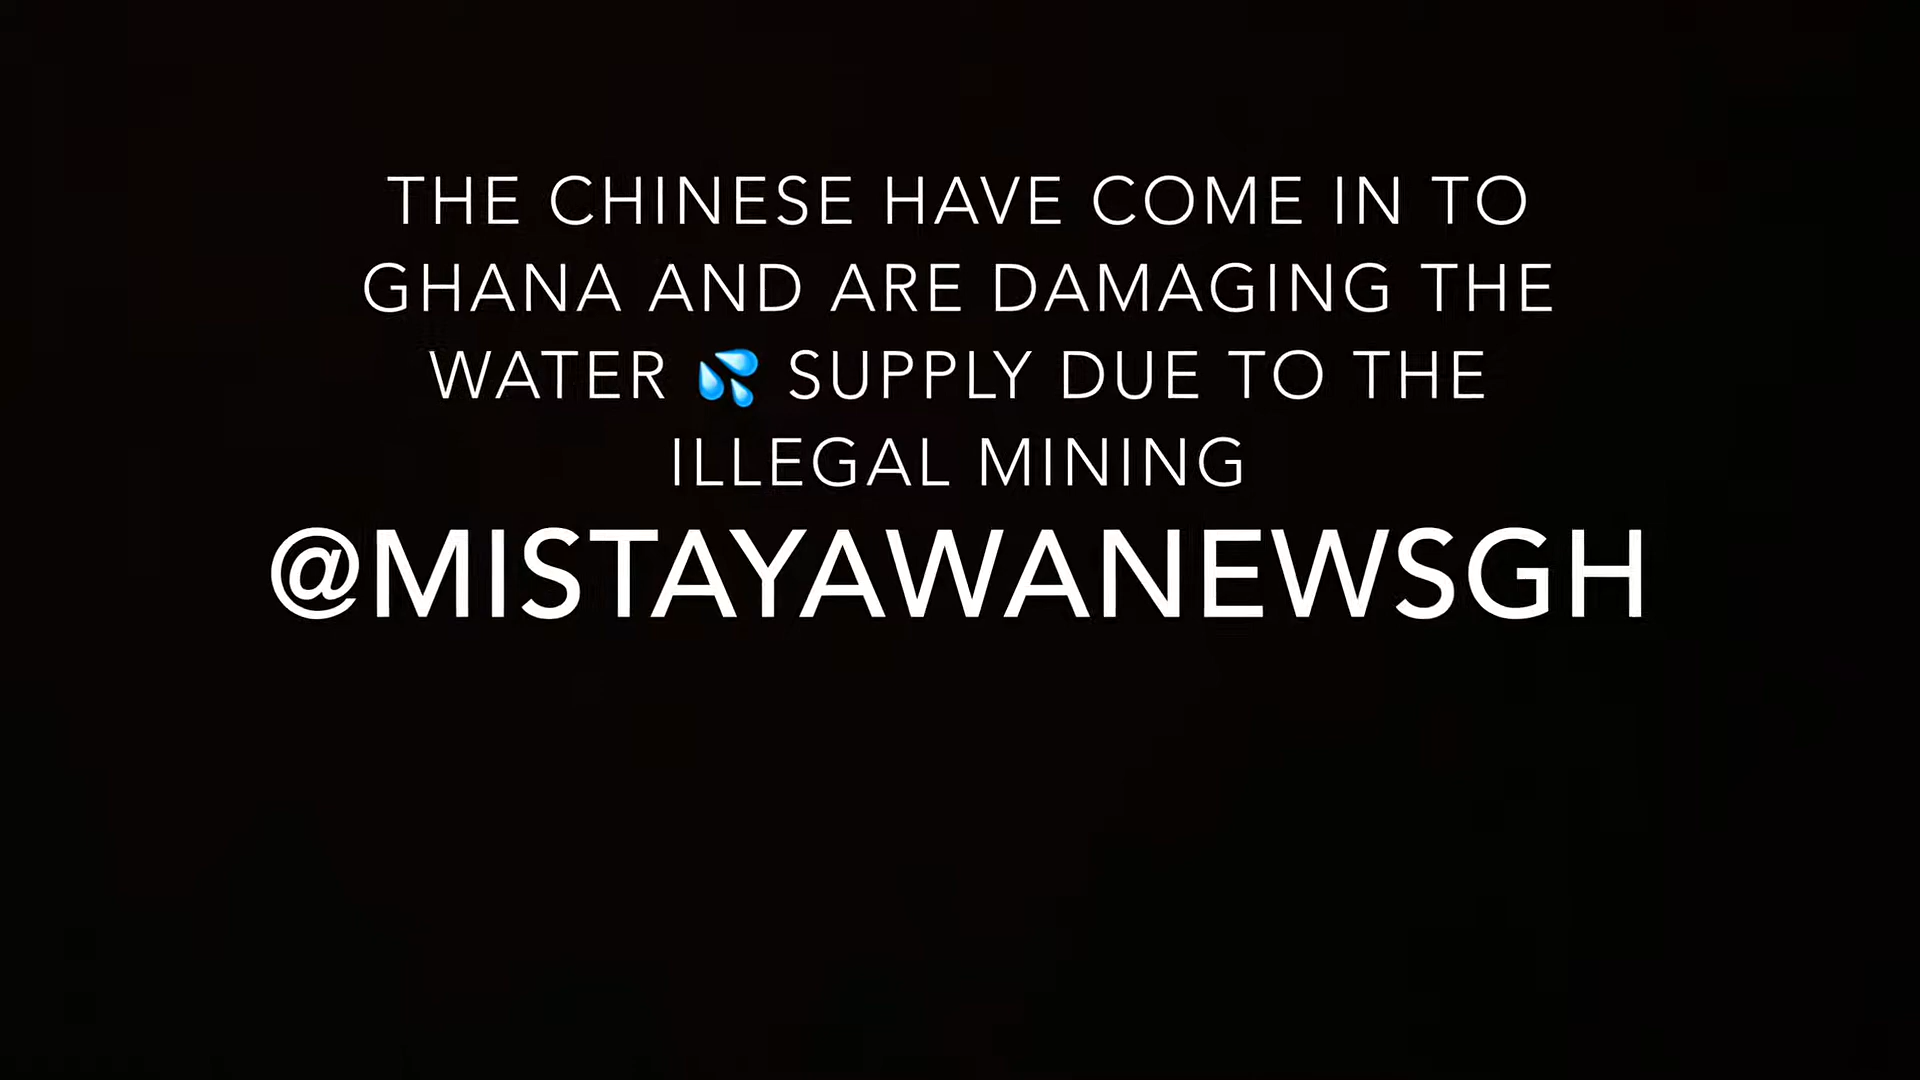 THE CHINESE HAVE COME IN TO
GHANA AND ARE DAMAGING THE
WATER 💦 SUPPLY DUE TO THE
ILLEGAL MINING
@MISTAYAWANEWSGH